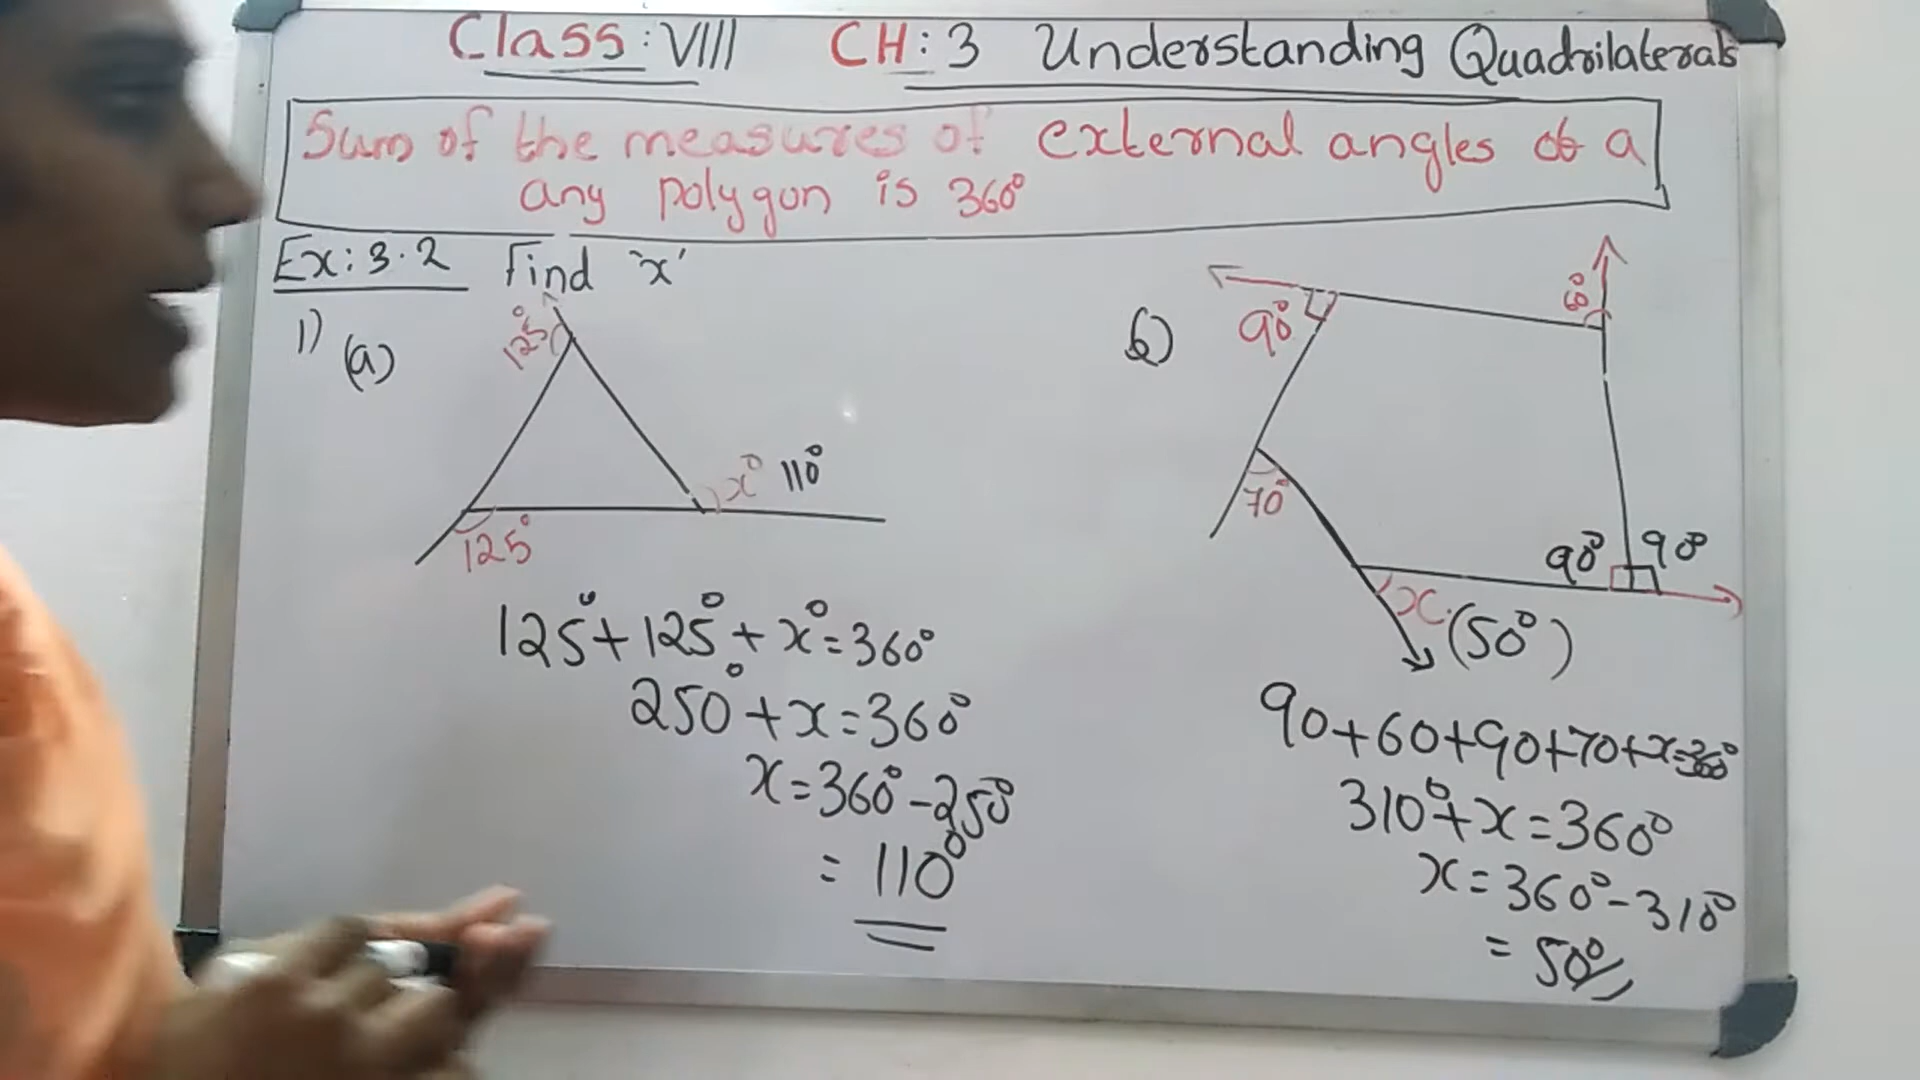 Class: VIII CH: 3 Understanding Quadrilaterals
Sum of the measures of external angles of a
any polygon is 360°
Ex: 3.2 Find 'x'
1) (a)
125°
125°
x° 110°
125° + 125° + x° = 360°
250° + x = 360°
x = 360° - 250°
= 110°
b)
90°
60°
70°
90° 90°
x (50°)
90+60+90+70+x=360°
310° + x = 360°
x = 360° - 310°
= 50°//